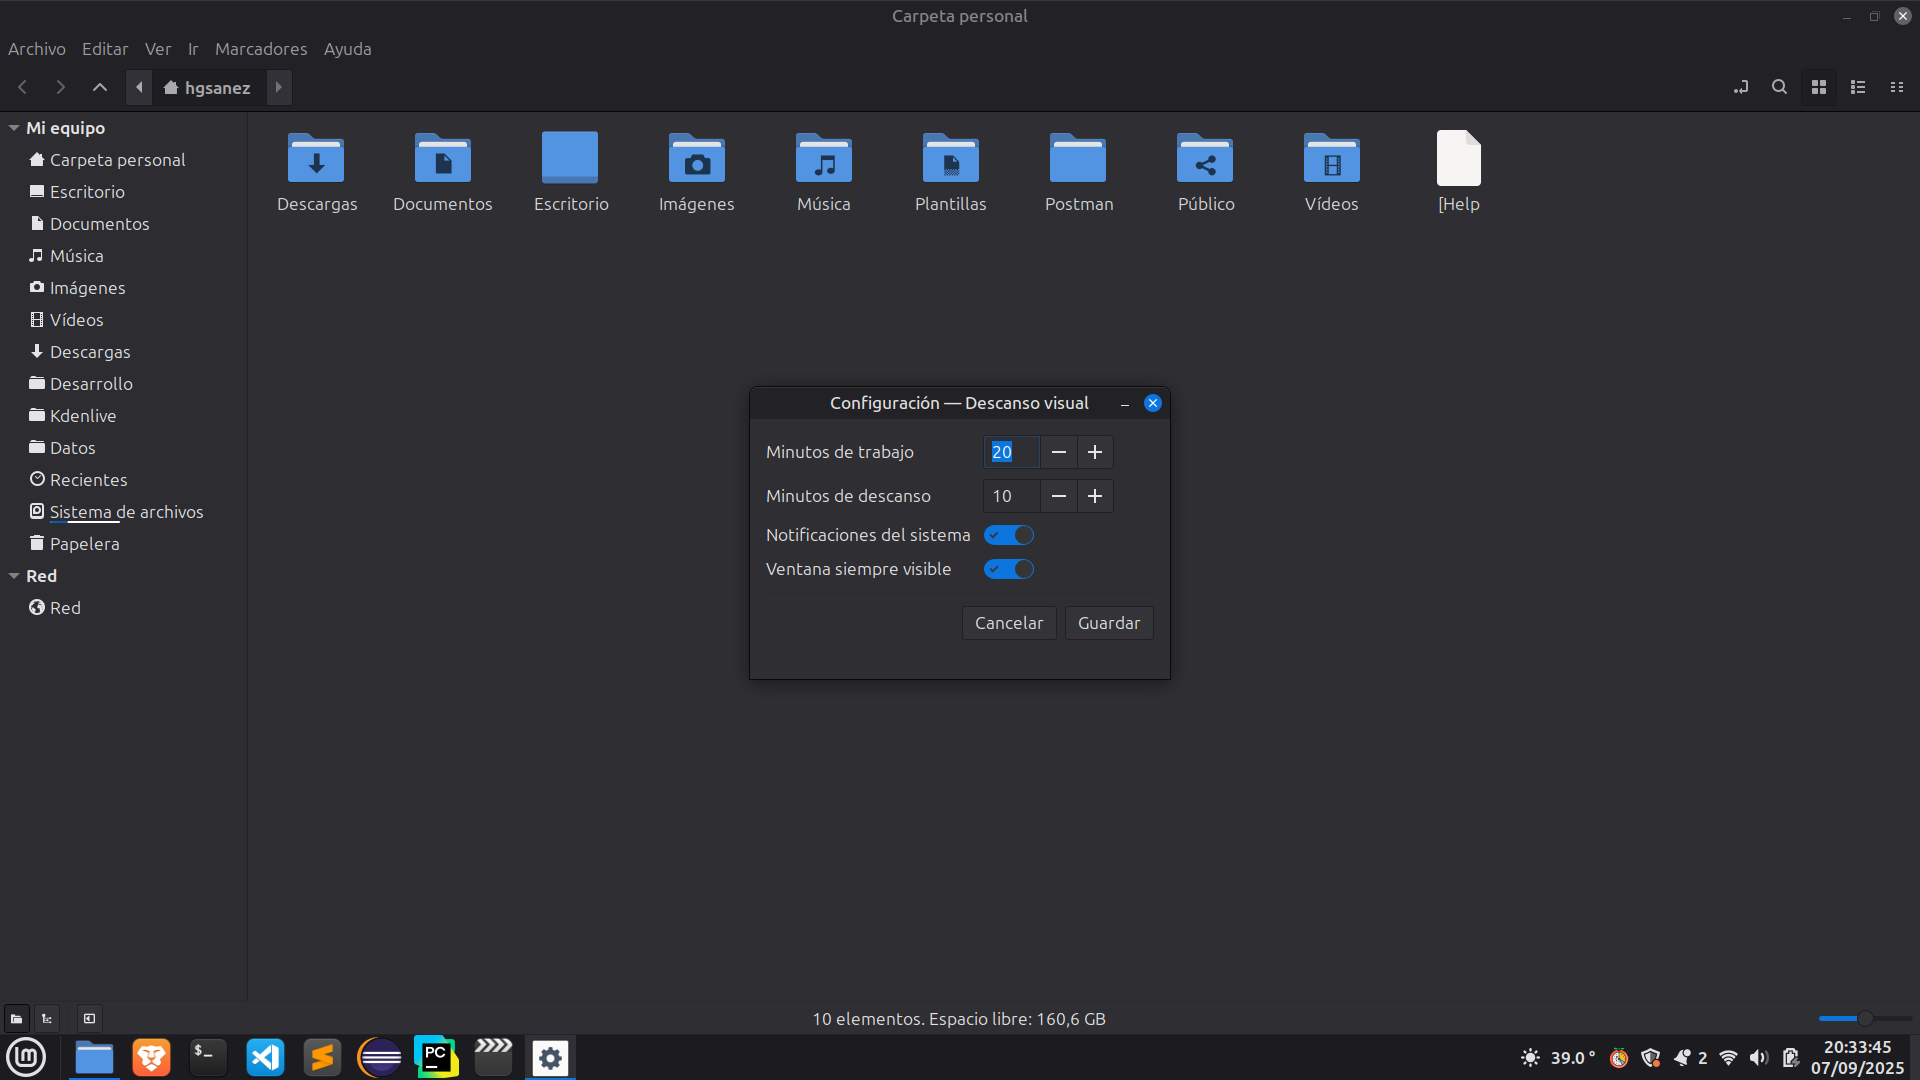 Carpeta personal
Archivo Editar Ver Ir Marcadores Ayuda
hgsanez
Mi equipo
Carpeta personal
Escritorio
Documentos
Música
Imágenes
Vídeos
Descargas
Desarrollo
Kdenlive
Datos
Recientes
Sistema de archivos
Papelera
Red
Red
Descargas Documentos Escritorio Imágenes Música Plantillas Postman Público Vídeos [Help
Configuración — Descanso visual
Minutos de trabajo 20
Minutos de descanso 10
Notificaciones del sistema
Ventana siempre visible
Cancelar Guardar
10 elementos. Espacio libre: 160,6 GB
$_
PC
39.0 °
2
20:33:45
07/09/2025